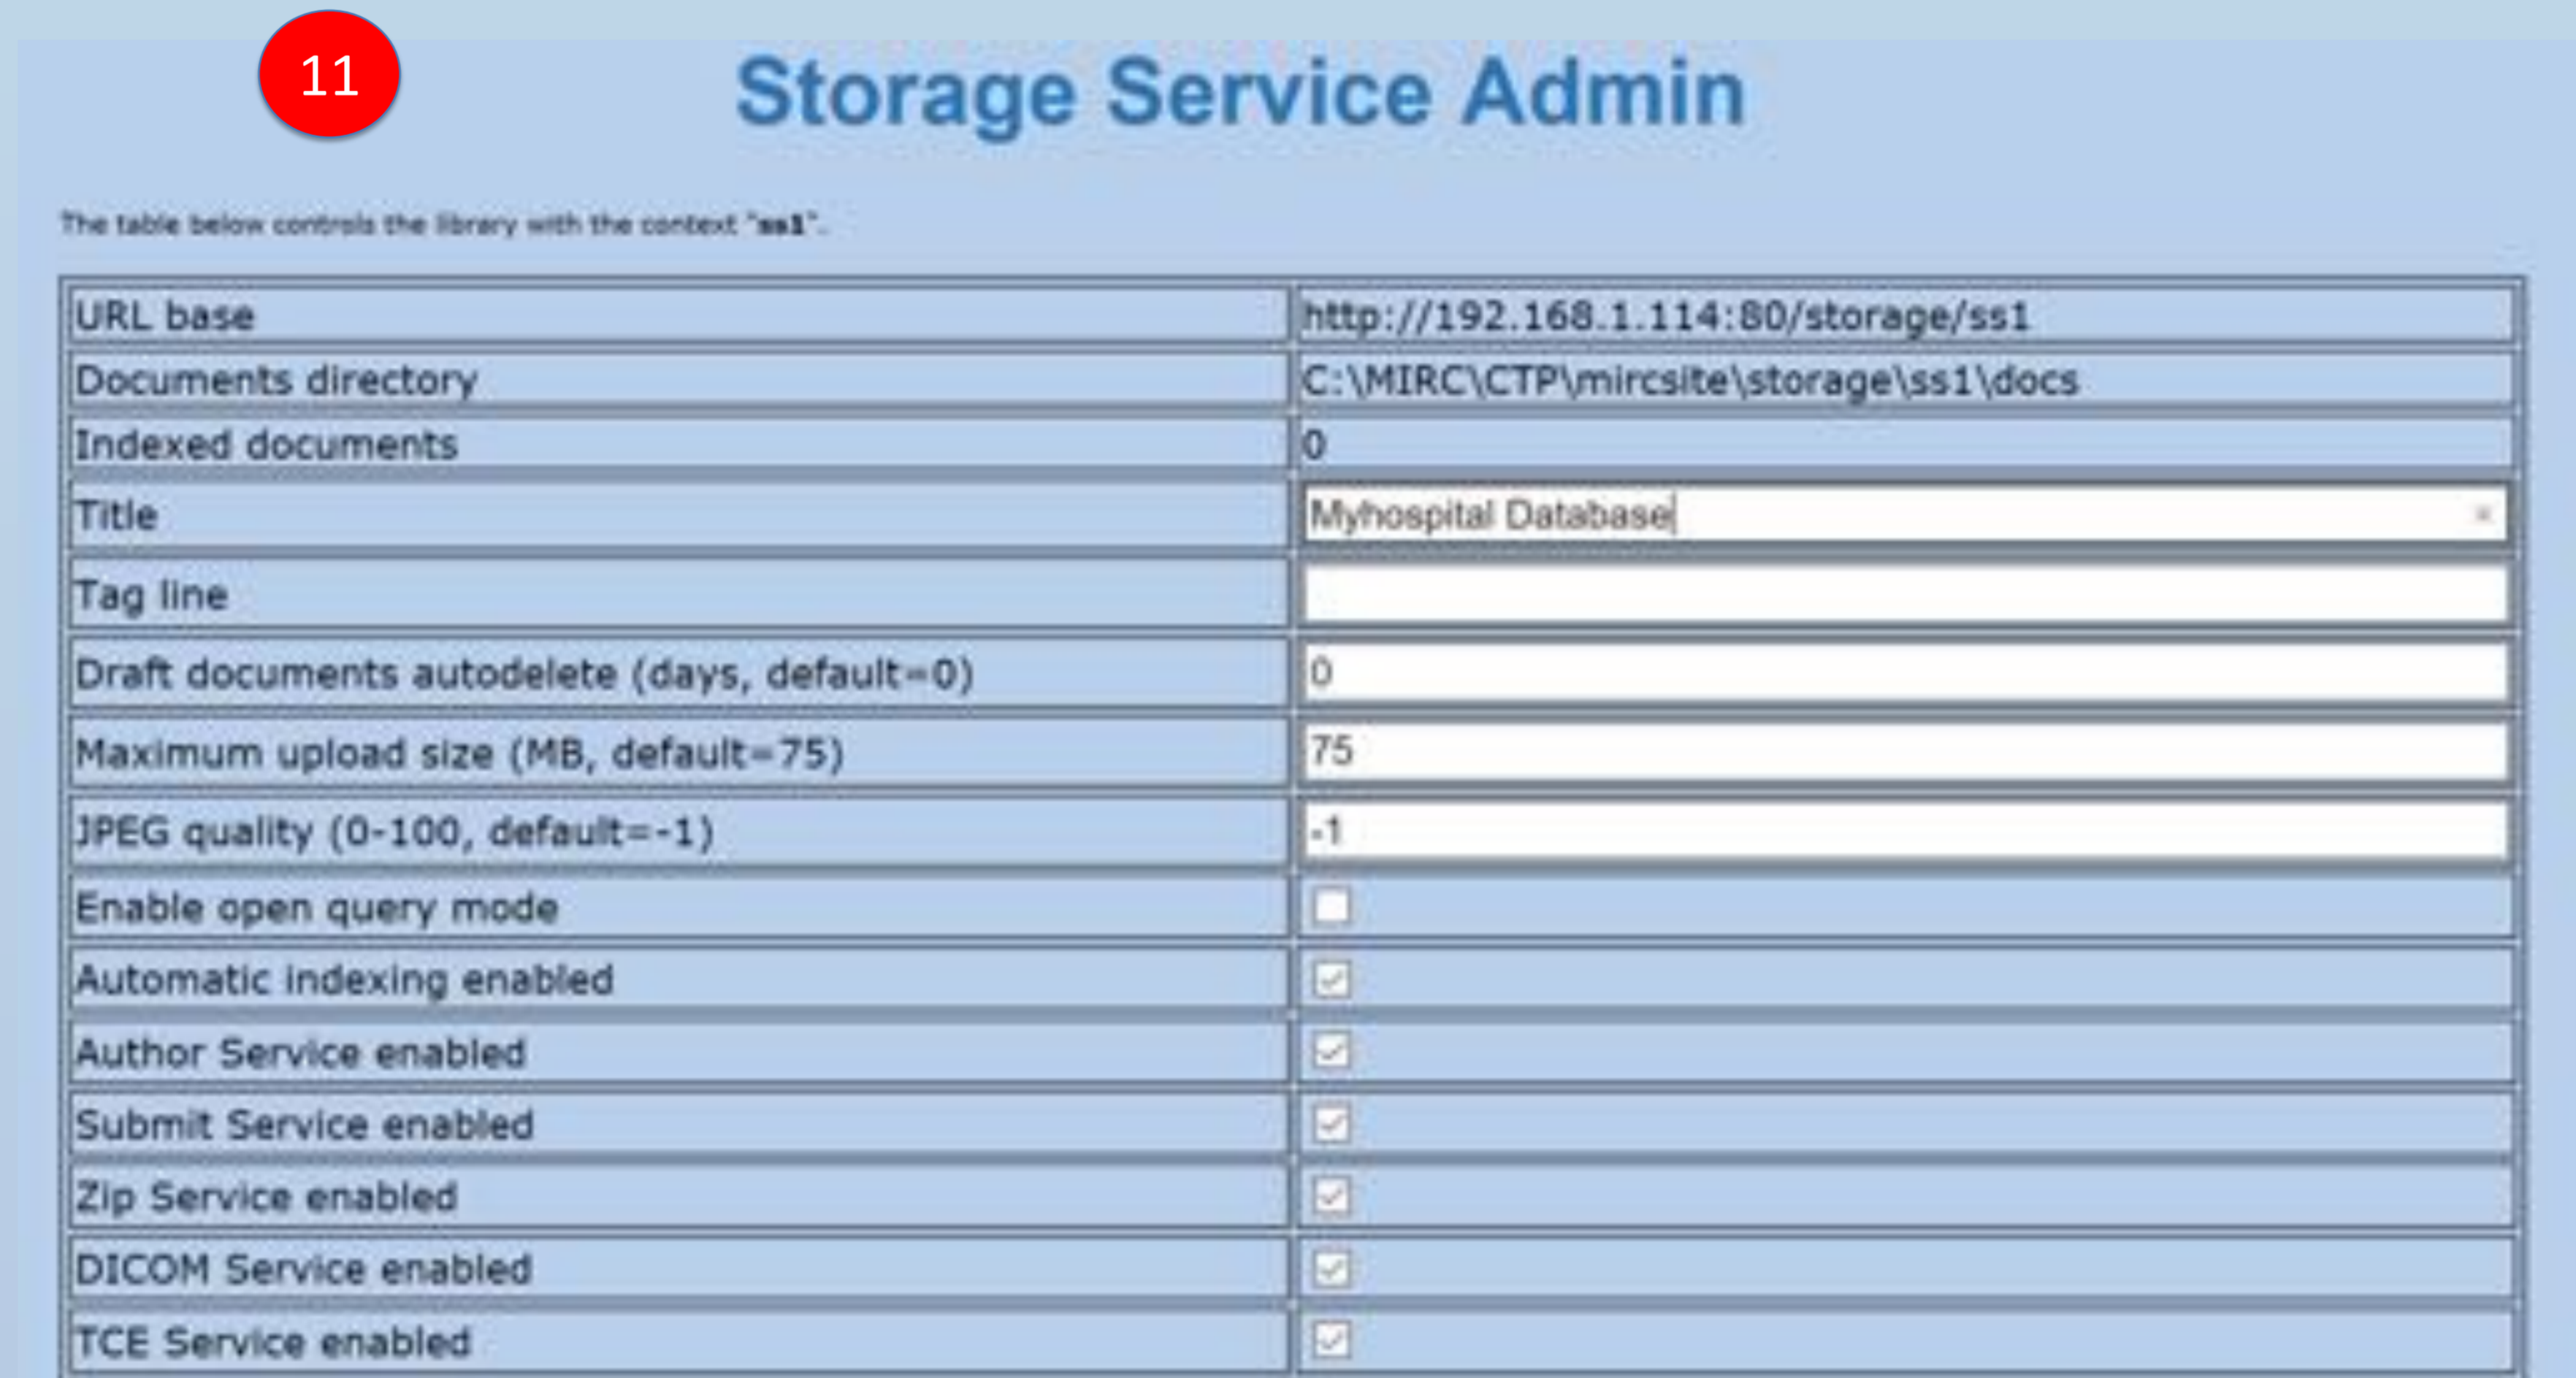 11
Storage Service Admin
The table below controls the library with the context "ss1".
URL base http://192.168.1.114:80/storage/ss1
Documents directory C:\MIRC\CTP\mircsite\storage\ss1\docs
Indexed documents 0
Title Myhospital Database
Tag line
Draft documents autodelete (days, default=0) 0
Maximum upload size (MB, default=75) 75
JPEG quality (0-100, default=-1) -1
Enable open query mode
Automatic indexing enabled
Author Service enabled
Submit Service enabled
Zip Service enabled
DICOM Service enabled
TCE Service enabled